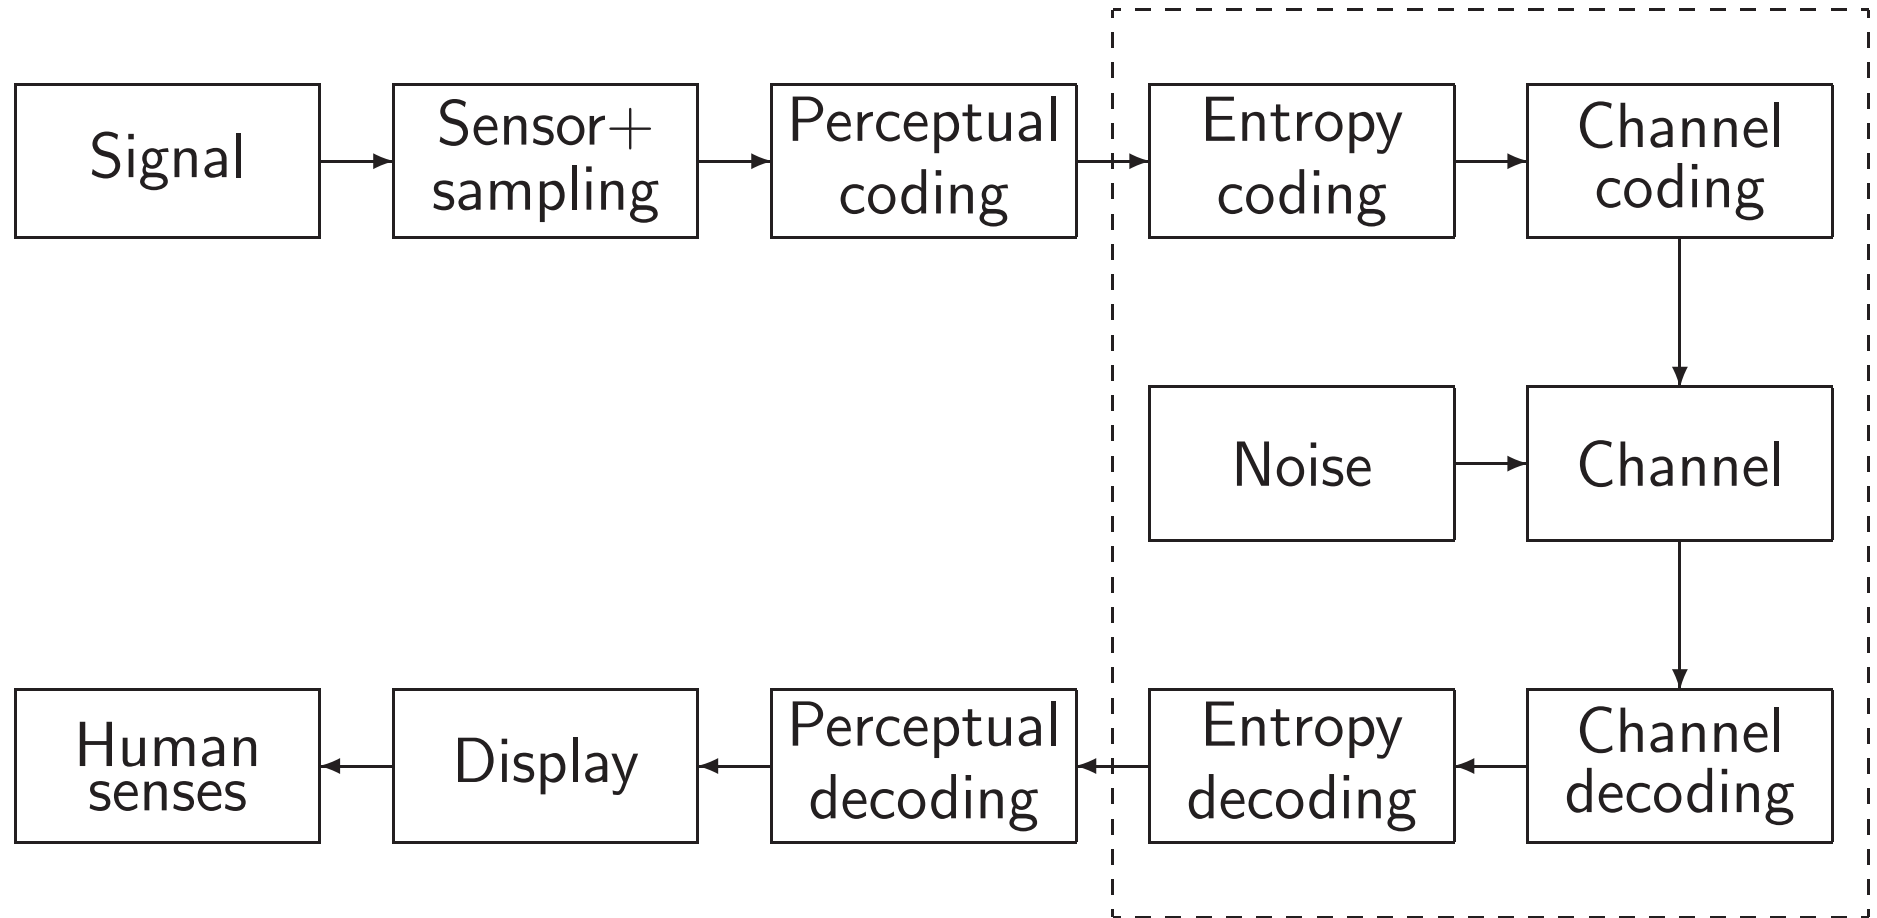 Signal
Sensor+
sampling
Perceptual
coding
Entropy
coding
Channel
coding
Noise
Channel
Human
senses
Display
Perceptual
decoding
Entropy
decoding
Channel
decoding